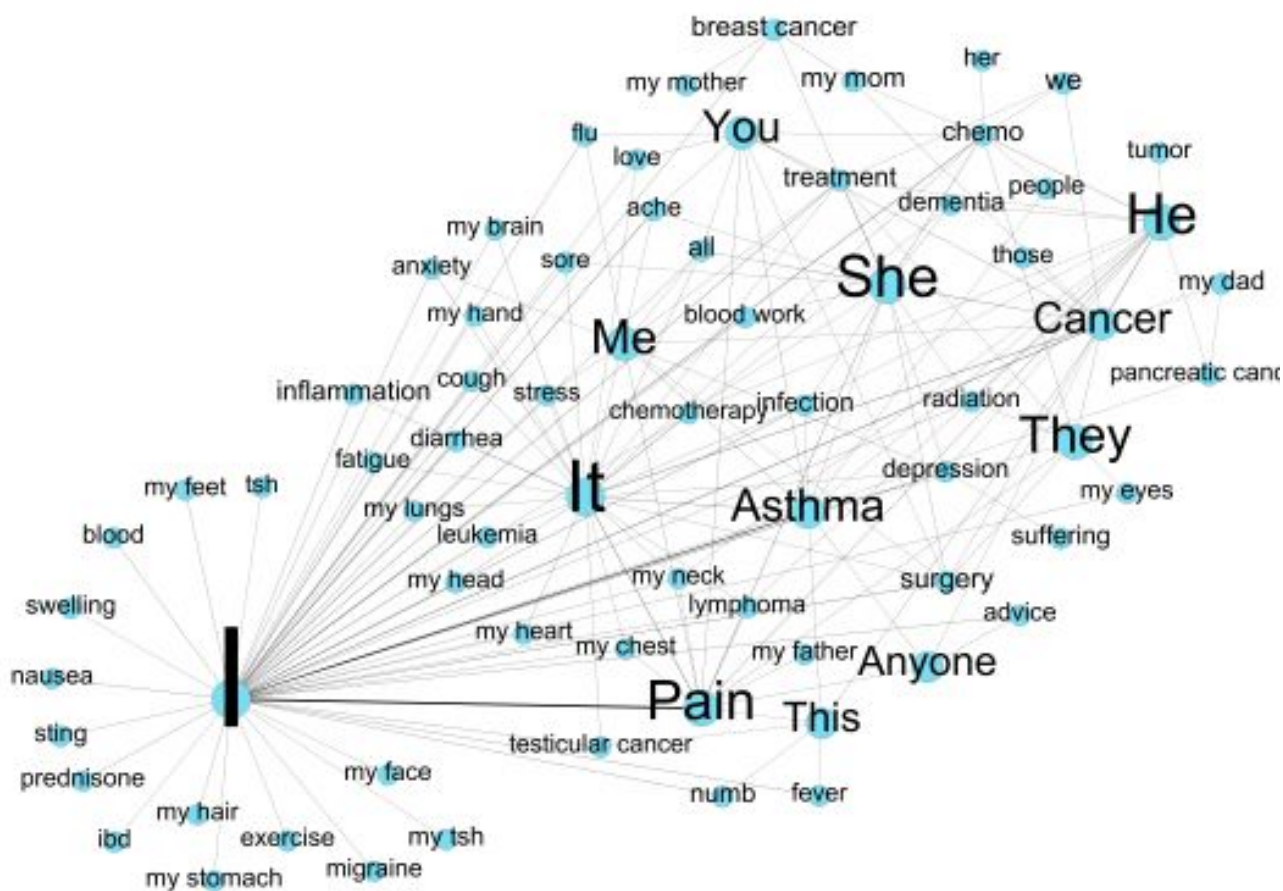 breast cancer
her
my mother
my mom
we
You
flu
chemo
love
treatment
tumor
people
dementia
ache
He
my brain
all
anxiety
sore
those
She
my dad
my hand
blood work
Me
Cancer
pancreatic canc
inflammation
cough
stress
chemotherapy
infection
radiation
diarrhea
They
fatigue
depression
my feet
tsh
It
my eyes
my lungs
Asthma
blood
leukemia
suffering
my head
my neck
surgery
swelling
lymphoma
advice
my heart
my chest
my father
Anyone
nausea
I
Pain
This
sting
testicular cancer
prednisone
my face
numb
fever
my hair
ibd
exercise
my tsh
my stomach
migraine